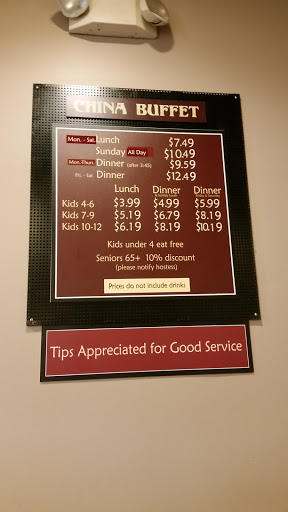 CHINA BUFFET
Mon. - Sat. Lunch $7.49
Sunday All Day $10.49
Mon.-Thurs. Dinner (after 3:45) $9.59
Fri. - Sat. Dinner $12.49
Lunch Dinner Dinner
Kids 4-6 $3.99 $4.99 $5.99
Kids 7-9 $5.19 $6.79 $8.19
Kids 10-12 $6.19 $8.19 $10.19
Kids under 4 eat free
Seniors 65+ 10% discount
(please notify hostess)
Prices do not include drinks
Tips Appreciated for Good Service